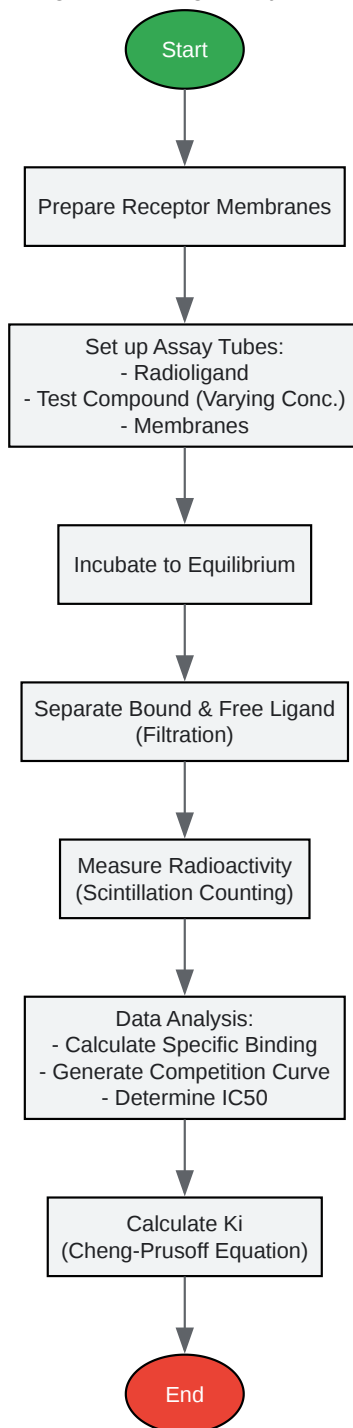 Start
Prepare Receptor Membranes
Set up Assay Tubes:
- Radioligand
- Test Compound (Varying Conc.)
- Membranes
Incubate to Equilibrium
Separate Bound & Free Ligand
(Filtration)
Measure Radioactivity
(Scintillation Counting)
Data Analysis:
- Calculate Specific Binding
- Generate Competition Curve
- Determine IC50
Calculate Ki
(Cheng-Prusoff Equation)
End